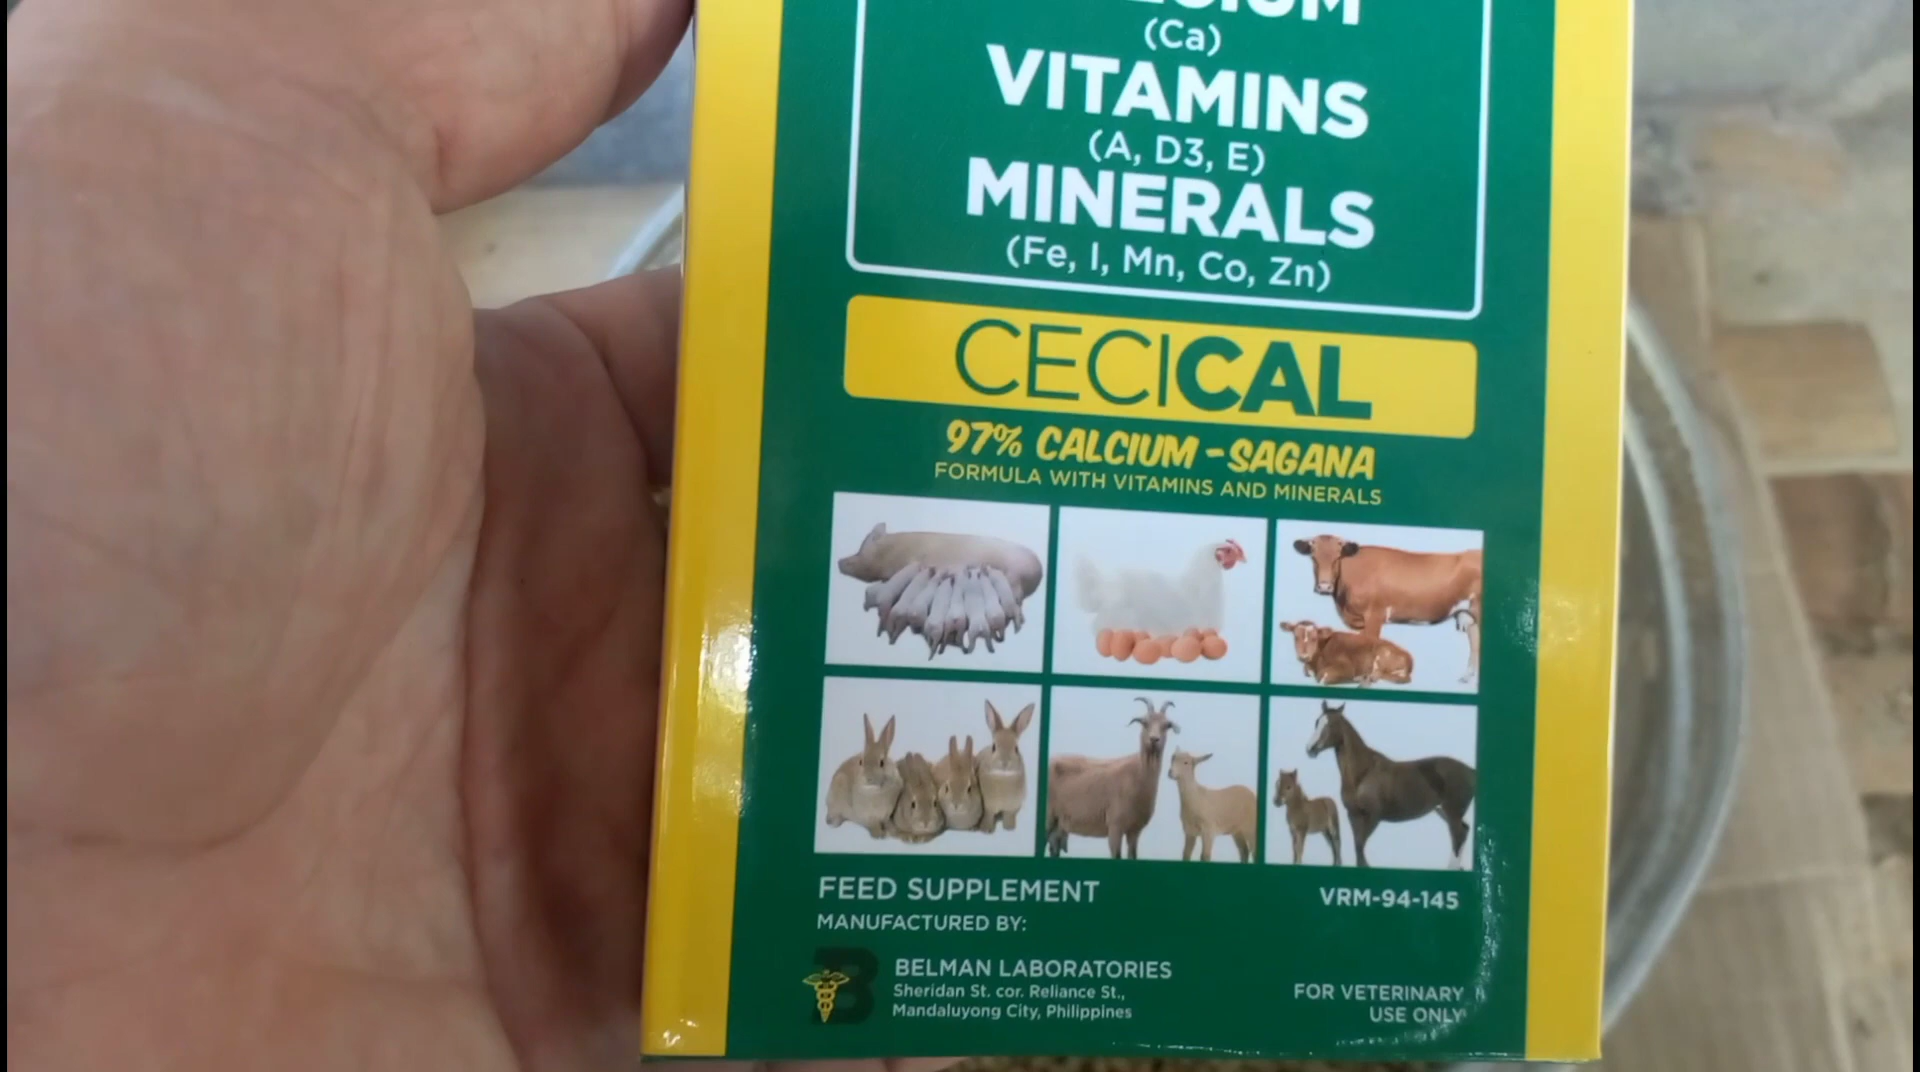 (Ca)
VITAMINS
(A, D3, E)
MINERALS
(Fe, I, Mn, Co, Zn)
CECICAL
97% CALCIUM - SAGANA
FORMULA WITH VITAMINS AND MINERALS
FEED SUPPLEMENT
VRM-94-145
MANUFACTURED BY:
B
BELMAN LABORATORIES
Sheridan St. cor. Reliance St.,
Mandaluyong City, Philippines
FOR VETERINARY
USE ONLY